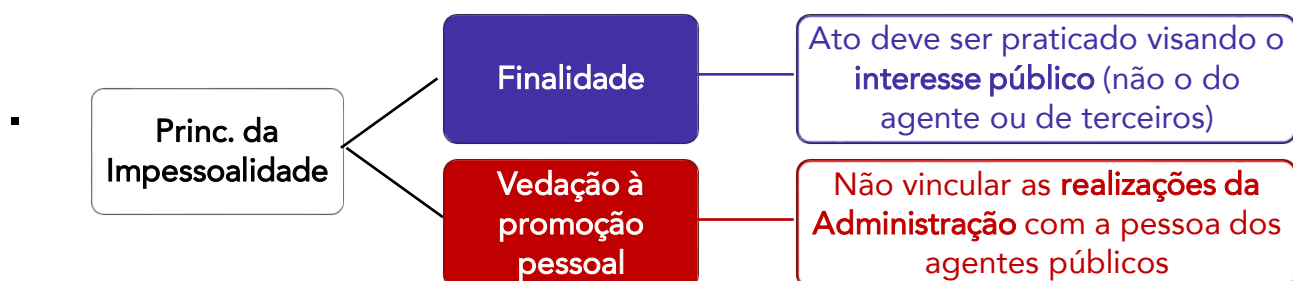 Princ. da
Impessoalidade
Finalidade
Ato deve ser praticado visando o
interesse público (não o do
agente ou de terceiros)
Vedação à
promoção
pessoal
Não vincular as realizações da
Administração com a pessoa dos
agentes públicos